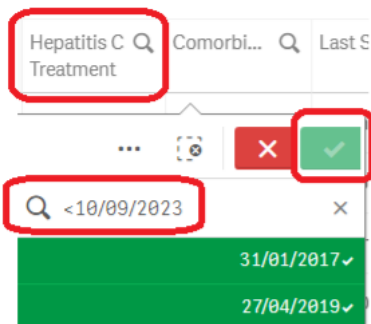 Hepatitis C Comorbi... Last S
Treatment
<10/09/2023
31/01/2017
27/04/2019